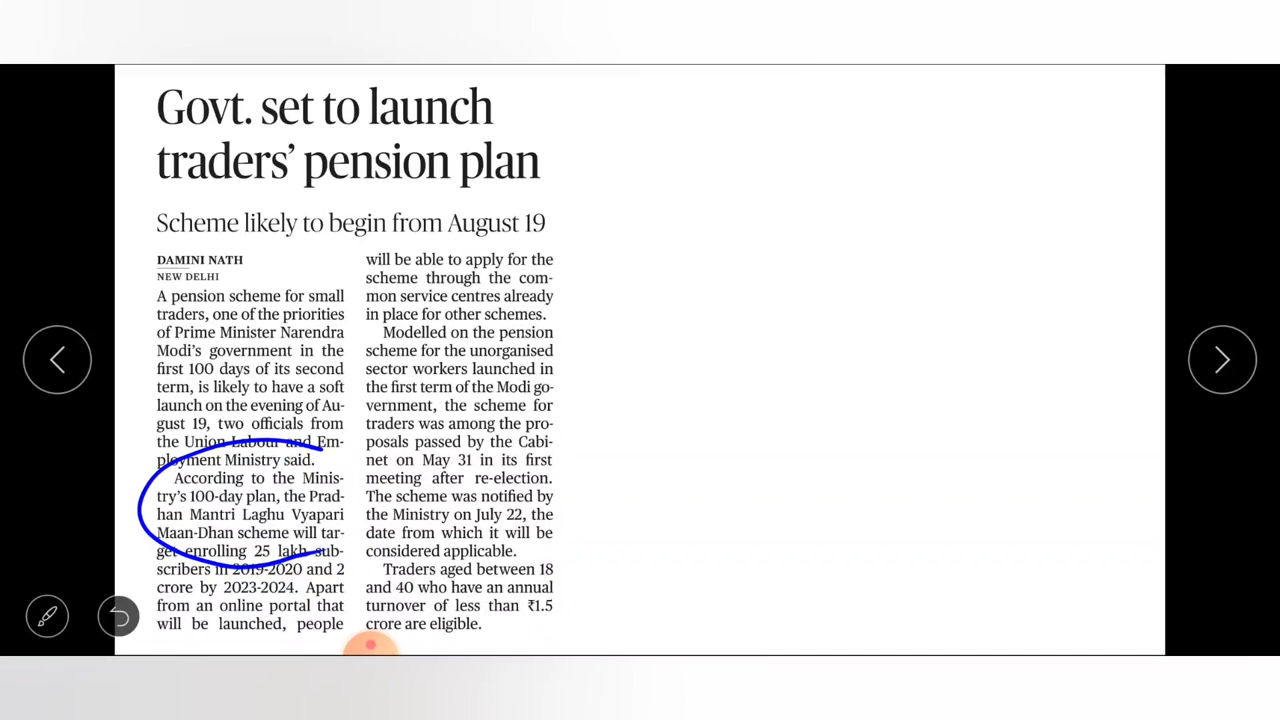 Govt. set to launch
traders’ pension plan
Scheme likely to begin from August 19
DAMINI NATH
NEW DELHI
A pension scheme for small
traders, one of the priorities
of Prime Minister Narendra
Modi’s government in the
first 100 days of its second
term, is likely to have a soft
launch on the evening of Au-
gust 19, two officials from
the Union Labour and Em-
ployment Ministry said.
According to the Minis-
try’s 100-day plan, the Prad-
han Mantri Laghu Vyapari
Maan-Dhan scheme will tar-
get enrolling 25 lakh sub-
scribers in 2019-2020 and 2
crore by 2023-2024. Apart
from an online portal that
will be launched, people
will be able to apply for the
scheme through the com-
mon service centres already
in place for other schemes.
Modelled on the pension
scheme for the unorganised
sector workers launched in
the first term of the Modi go-
vernment, the scheme for
traders was among the pro-
posals passed by the Cabi-
net on May 31 in its first
meeting after re-election.
The scheme was notified by
the Ministry on July 22, the
date from which it will be
considered applicable.
Traders aged between 18
and 40 who have an annual
turnover of less than ₹1.5
crore are eligible.